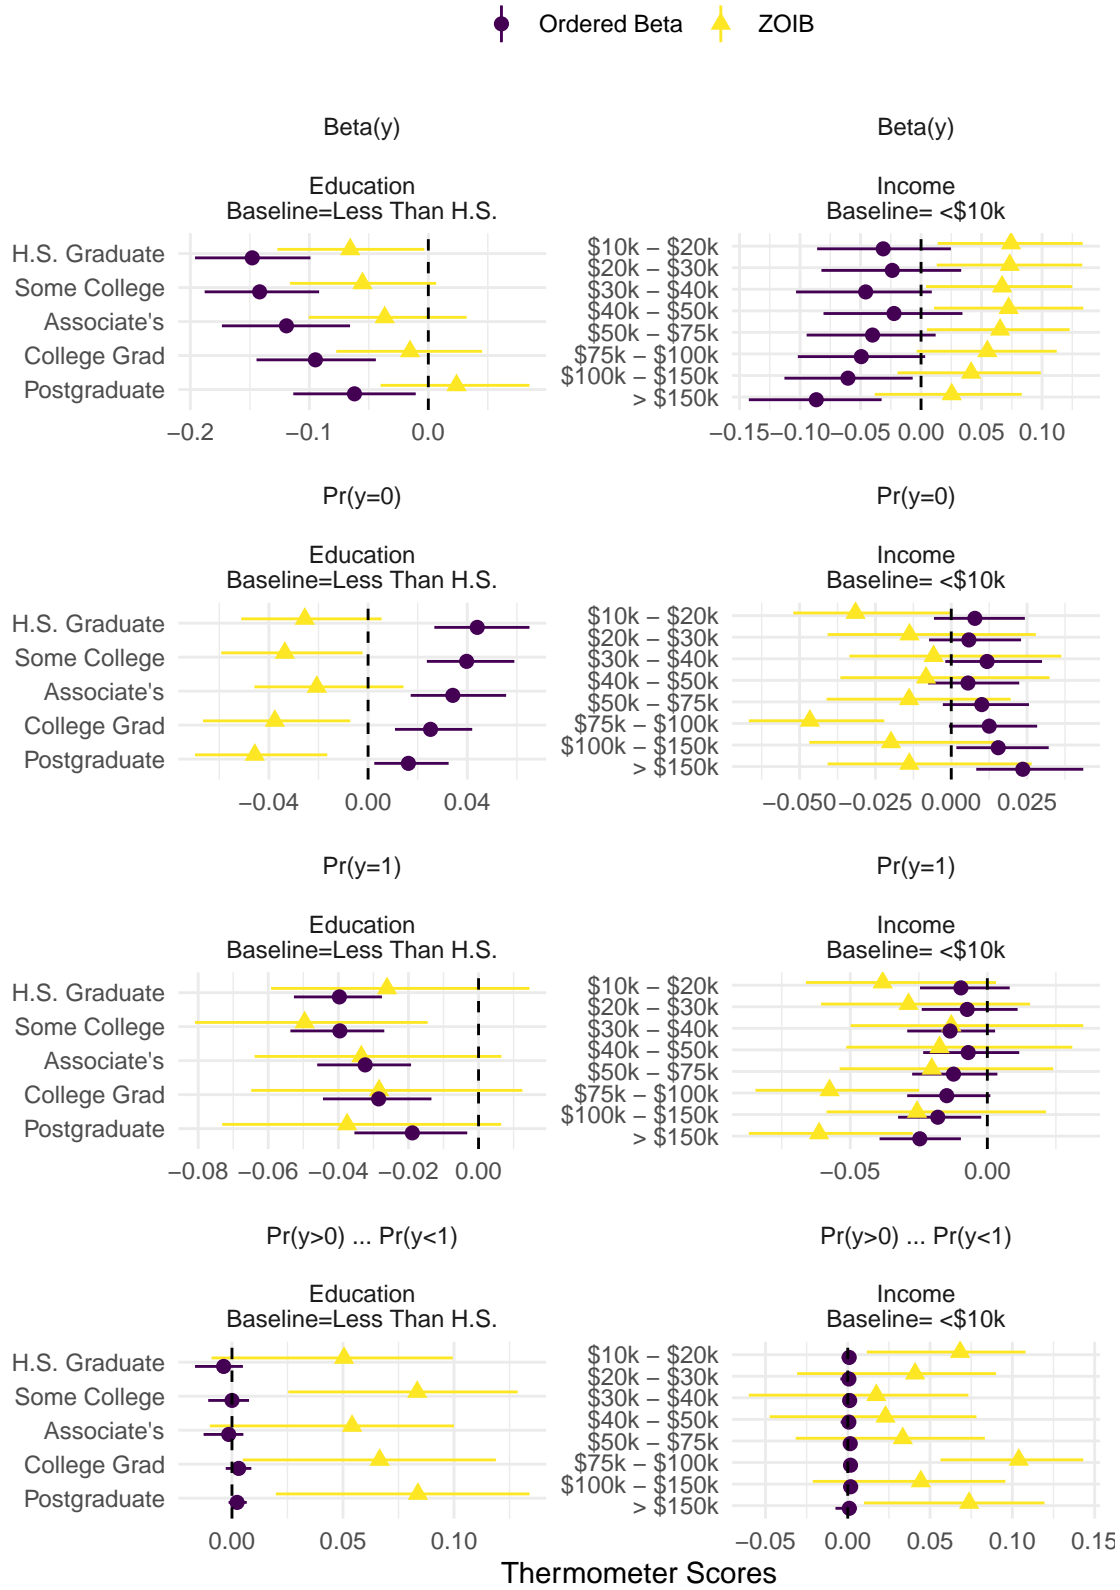 Ordered Beta ZOIB
Beta(y)
Education
Baseline=Less Than H.S.
H.S. Graduate
Some College
Associate's
College Grad
Postgraduate
−0.2 −0.1 0.0
Beta(y)
Income
Baseline= <$10k
$10k − $20k
$20k − $30k
$30k − $40k
$40k − $50k
$50k − $75k
$75k − $100k
$100k − $150k
> $150k
−0.15 −0.10 −0.05 0.00 0.05 0.10
Pr(y=0)
Education
Baseline=Less Than H.S.
H.S. Graduate
Some College
Associate's
College Grad
Postgraduate
−0.04 0.00 0.04
Pr(y=0)
Income
Baseline= <$10k
$10k − $20k
$20k − $30k
$30k − $40k
$40k − $50k
$50k − $75k
$75k − $100k
$100k − $150k
> $150k
−0.050 −0.025 0.000 0.025
Pr(y=1)
Education
Baseline=Less Than H.S.
H.S. Graduate
Some College
Associate's
College Grad
Postgraduate
−0.08 −0.06 −0.04 −0.02 0.00
Pr(y=1)
Income
Baseline= <$10k
$10k − $20k
$20k − $30k
$30k − $40k
$40k − $50k
$50k − $75k
$75k − $100k
$100k − $150k
> $150k
−0.05 0.00
Pr(y>0) ... Pr(y<1)
Education
Baseline=Less Than H.S.
H.S. Graduate
Some College
Associate's
College Grad
Postgraduate
0.00 0.05 0.10
Pr(y>0) ... Pr(y<1)
Income
Baseline= <$10k
$10k − $20k
$20k − $30k
$30k − $40k
$40k − $50k
$50k − $75k
$75k − $100k
$100k − $150k
> $150k
−0.05 0.00 0.05 0.10 0.15
Thermometer Scores